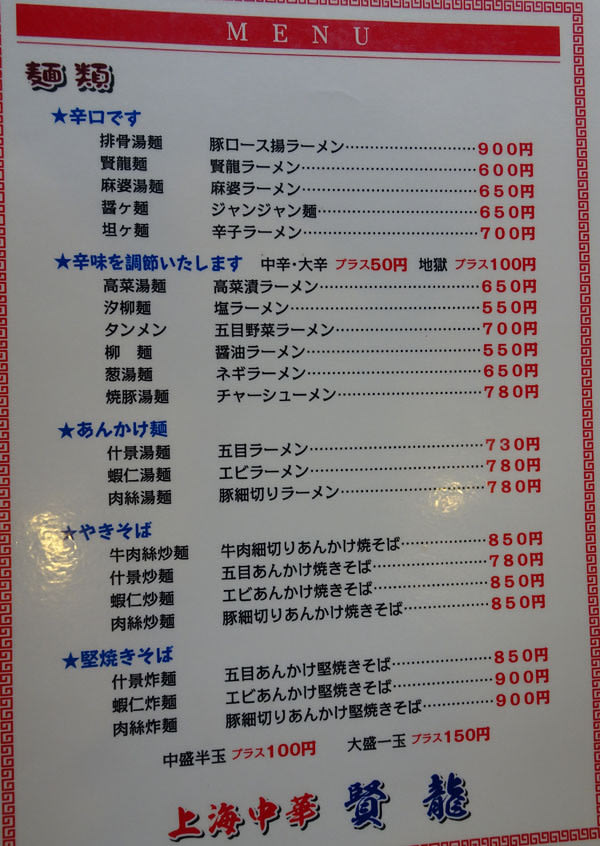 MENU
麺類
★辛口です
排骨湯麺 豚ロース揚ラーメン 900円
賢龍麺 賢龍ラーメン 600円
麻婆湯麺 麻婆ラーメン 650円
醤ヶ麺 ジャンジャン麺 650円
坦ヶ麺 辛子ラーメン 700円
★辛味を調節いたします 中辛・大辛 プラス50円 地獄 プラス100円
高菜湯麺 高菜漬ラーメン 650円
汐柳麺 塩ラーメン 550円
タンメン 五目野菜ラーメン 700円
柳 麺 醤油ラーメン 550円
葱湯麺 ネギラーメン 650円
焼豚湯麺 チャーシューメン 780円
★あんかけ麺
什景湯麺 五目ラーメン 730円
蝦仁湯麺 エビラーメン 780円
肉絲湯麺 豚細切りラーメン 780円
★やきそば
牛肉絲炒麺 牛肉細切りあんかけ焼そば 850円
什景炒麺 五目あんかけ焼きそば 780円
蝦仁炒麺 エビあんかけ焼きそば 850円
肉絲炒麺 豚細切りあんかけ焼きそば 850円
★堅焼きそば
什景炸麺 五目あんかけ堅焼きそば 850円
蝦仁炸麺 エビあんかけ堅焼きそば 900円
肉絲炸麺 豚細切りあんかけ堅焼きそば 900円
中盛半玉 プラス100円 大盛一玉 プラス150円
上海中華 賢龍